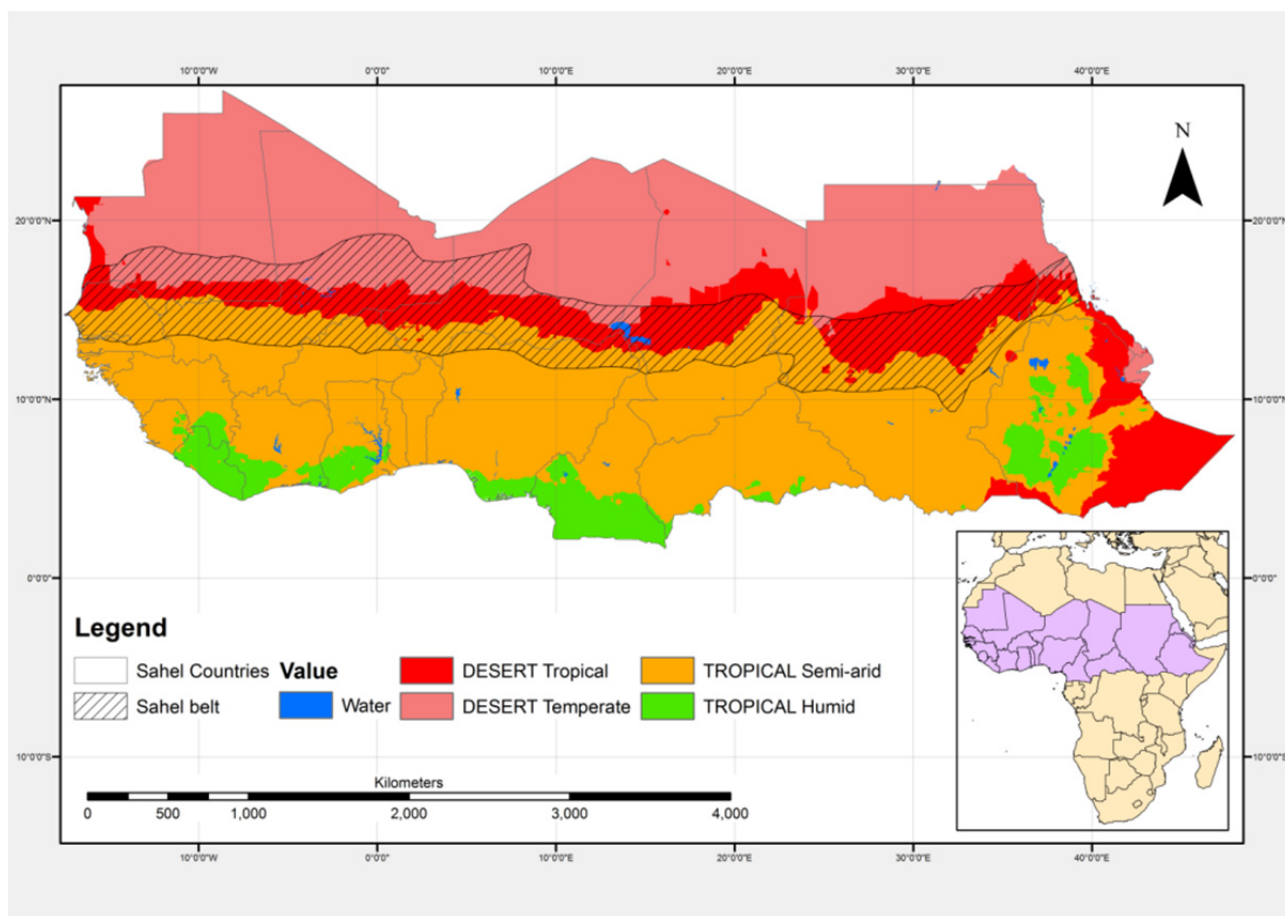 10°0'0"W 0°0'0" 10°0'0"E 20°0'0"E 30°0'0"E 40°0'0"E
N
20°0'0"N 20°0'0"N
10°0'0"N 10°0'0"N
0°0'0" 0°0'0"
Legend
Sahel Countries Value DESERT Tropical TROPICAL Semi-arid
Sahel belt Water DESERT Temperate TROPICAL Humid
10°0'0"S 10°0'0"S
Kilometers
0 500 1,000 2,000 3,000 4,000
10°0'0"W 0°0'0" 10°0'0"E 20°0'0"E 30°0'0"E 40°0'0"E